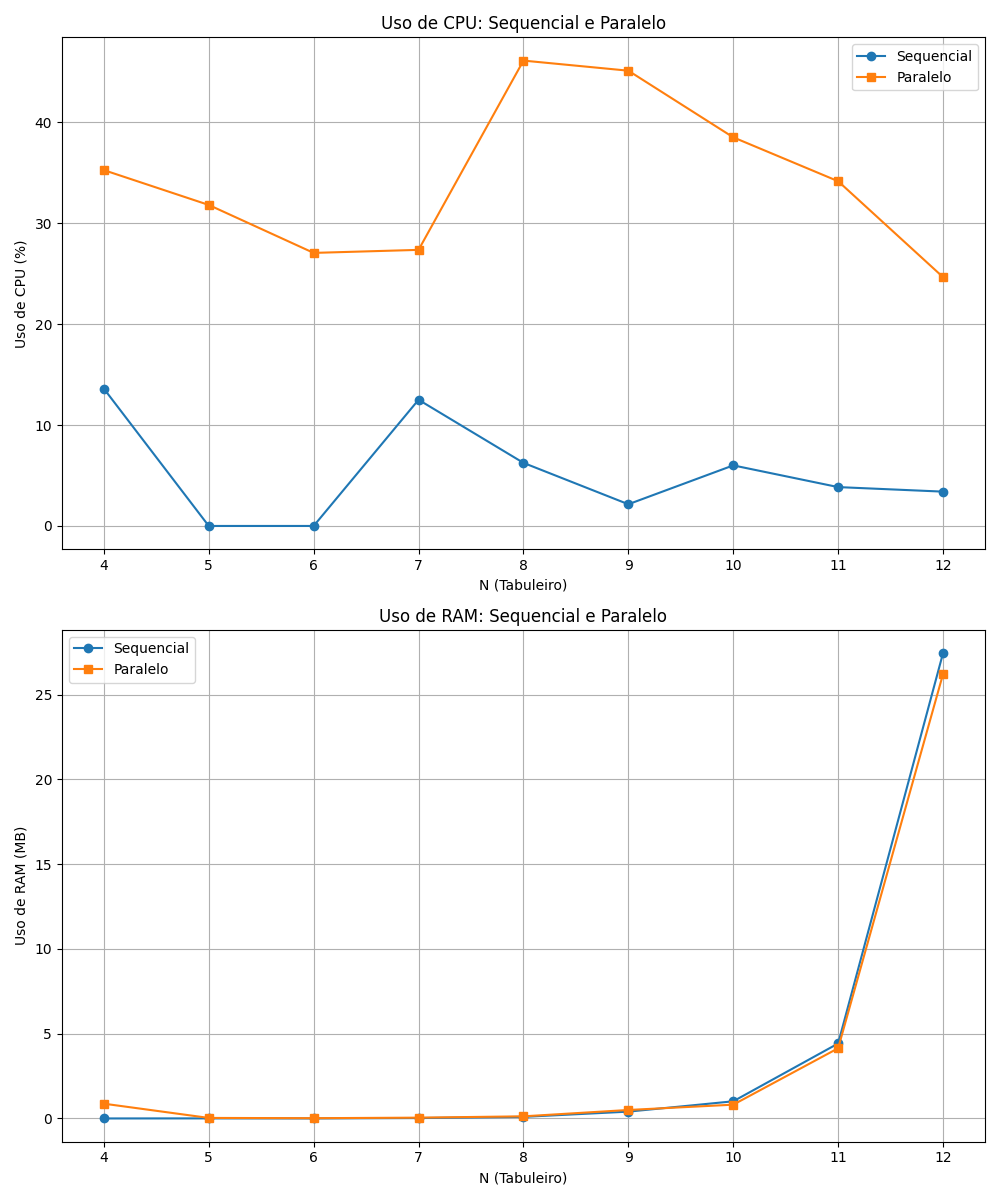 Uso de CPU: Sequencial e Paralelo
Sequencial
Paralelo
Uso de CPU (%)
40
30
20
10
0
4 5 6 7 8 9 10 11 12
N (Tabuleiro)
Uso de RAM: Sequencial e Paralelo
Sequencial
Paralelo
Uso de RAM (MB)
25
20
15
10
5
0
4 5 6 7 8 9 10 11 12
N (Tabuleiro)